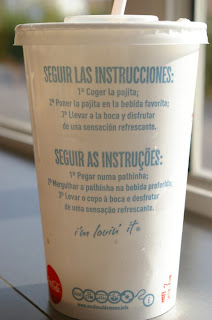 SEGUIR LAS INSTRUCCIONES:
1º Coger la pajita;
2º Poner la pajita en la bebida favorita;
3º Llevar a la boca y disfrutar
de una sensación refrescante.
SEGUIR AS INSTRUÇÕES:
1º Pegar numa palhinha;
2º Mergulhar a palhinha na bebida preferida;
3º Levar o copo à boca e desfrutar
de uma sensação refrescante.
i'm lovin' it